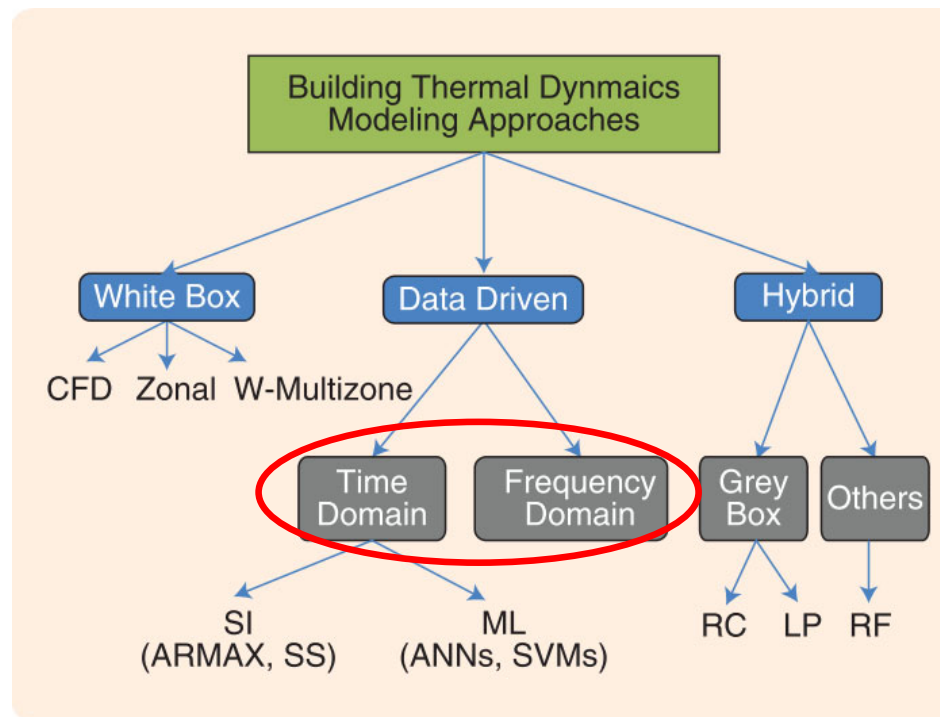 Building Thermal Dynmaics
Modeling Approaches
White Box
Data Driven
Hybrid
CFD Zonal W-Multizone
Time
Domain
Frequency
Domain
Grey
Box
Others
SI
(ARMAX, SS)
ML
(ANNs, SVMs)
RC LP RF